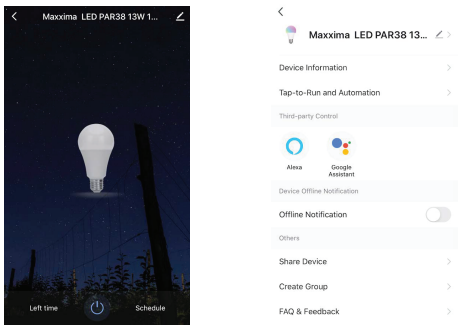 Maxxima LED PAR38 13W 1...
Left time
Schedule
Maxxima LED PAR38 13...
Device Information
Tap-to-Run and Automation
Third-party Control
Alexa
Google
Assistant
Device Offline Notification
Offline Notification
Others
Share Device
Create Group
FAQ & Feedback